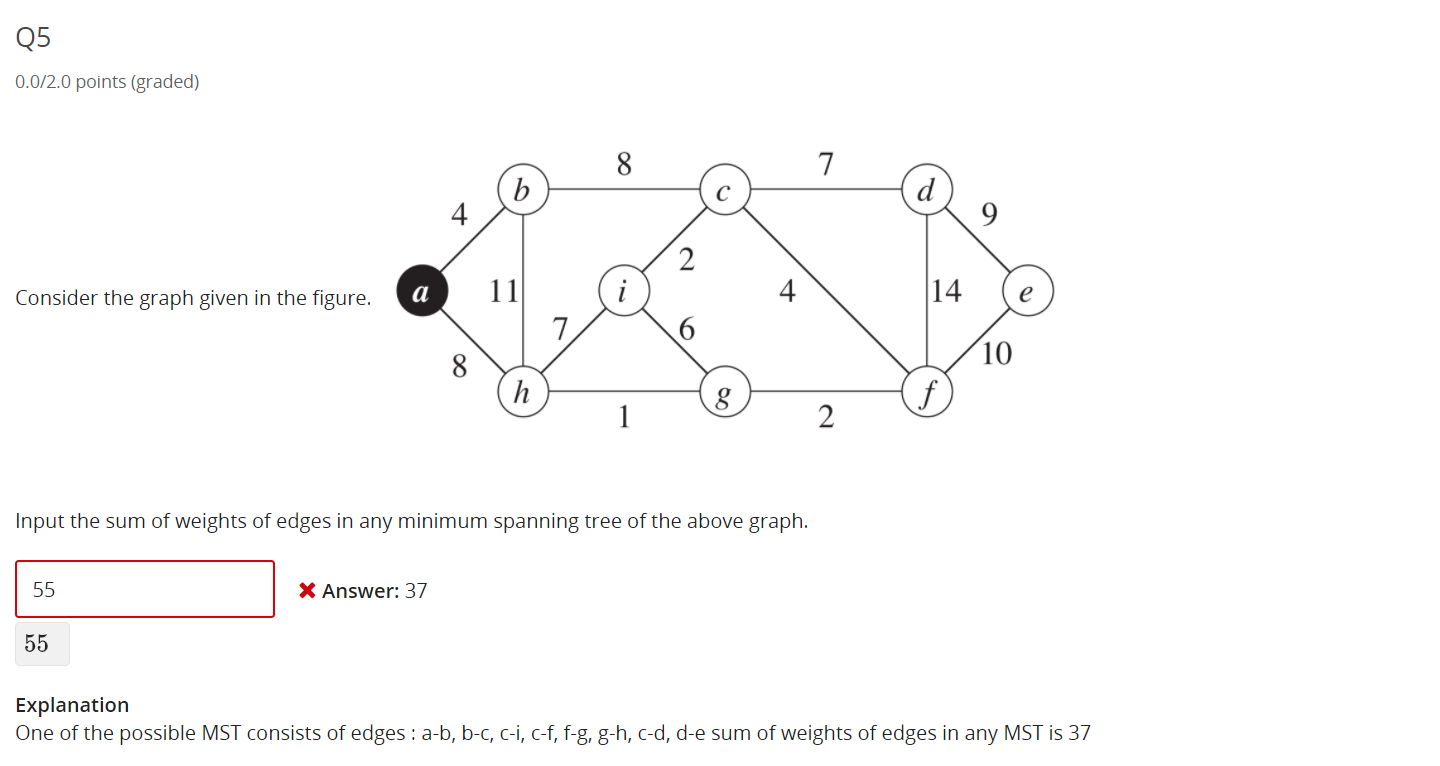 Q5
0.0/2.0 points (graded)
8
7
b
c
d
4
9
2
Consider the graph given in the figure.
a
11
i
4
14
e
7
6
8
10
h
g
f
1
2
Input the sum of weights of edges in any minimum spanning tree of the above graph.
55
✖ Answer: 37
55
Explanation
One of the possible MST consists of edges : a-b, b-c, c-i, c-f, f-g, g-h, c-d, d-e sum of weights of edges in any MST is 37